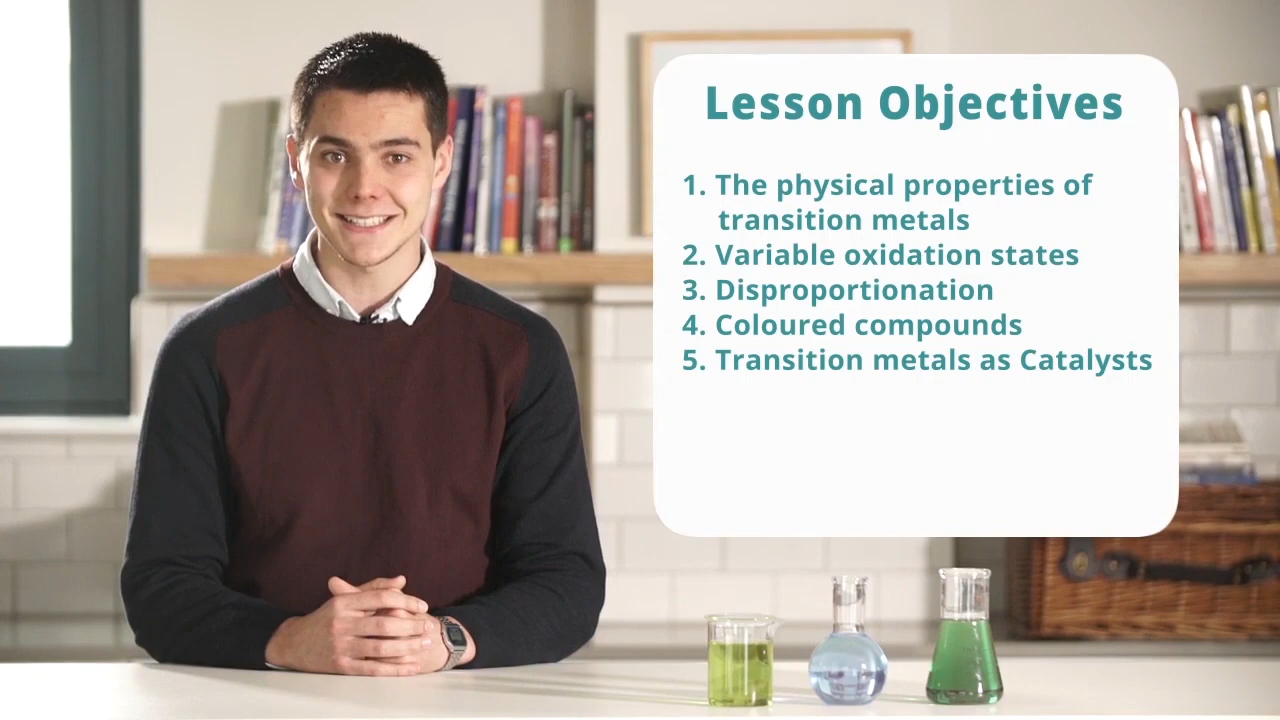 Lesson Objectives
1. The physical properties of
transition metals
2. Variable oxidation states
3. Disproportionation
4. Coloured compounds
5. Transition metals as Catalysts